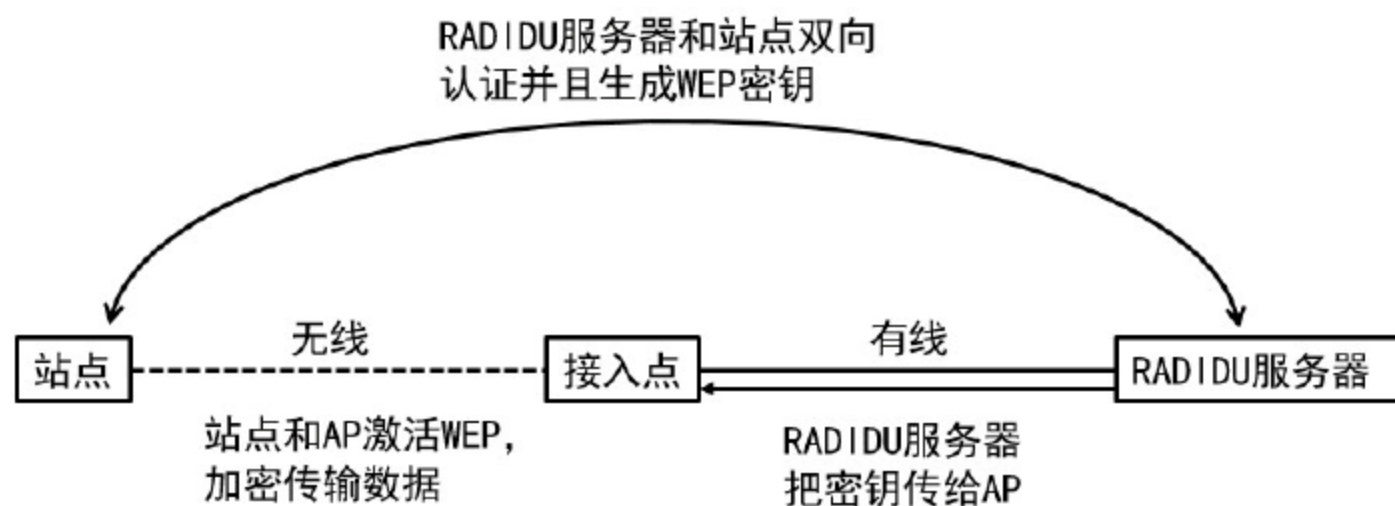 RADIDU服务器和站点双向
认证并且生成WEP密钥
无线
有线
站点
接入点
RADIDU服务器
站点和AP激活WEP，
加密传输数据
RADIDU服务器
把密钥传给AP